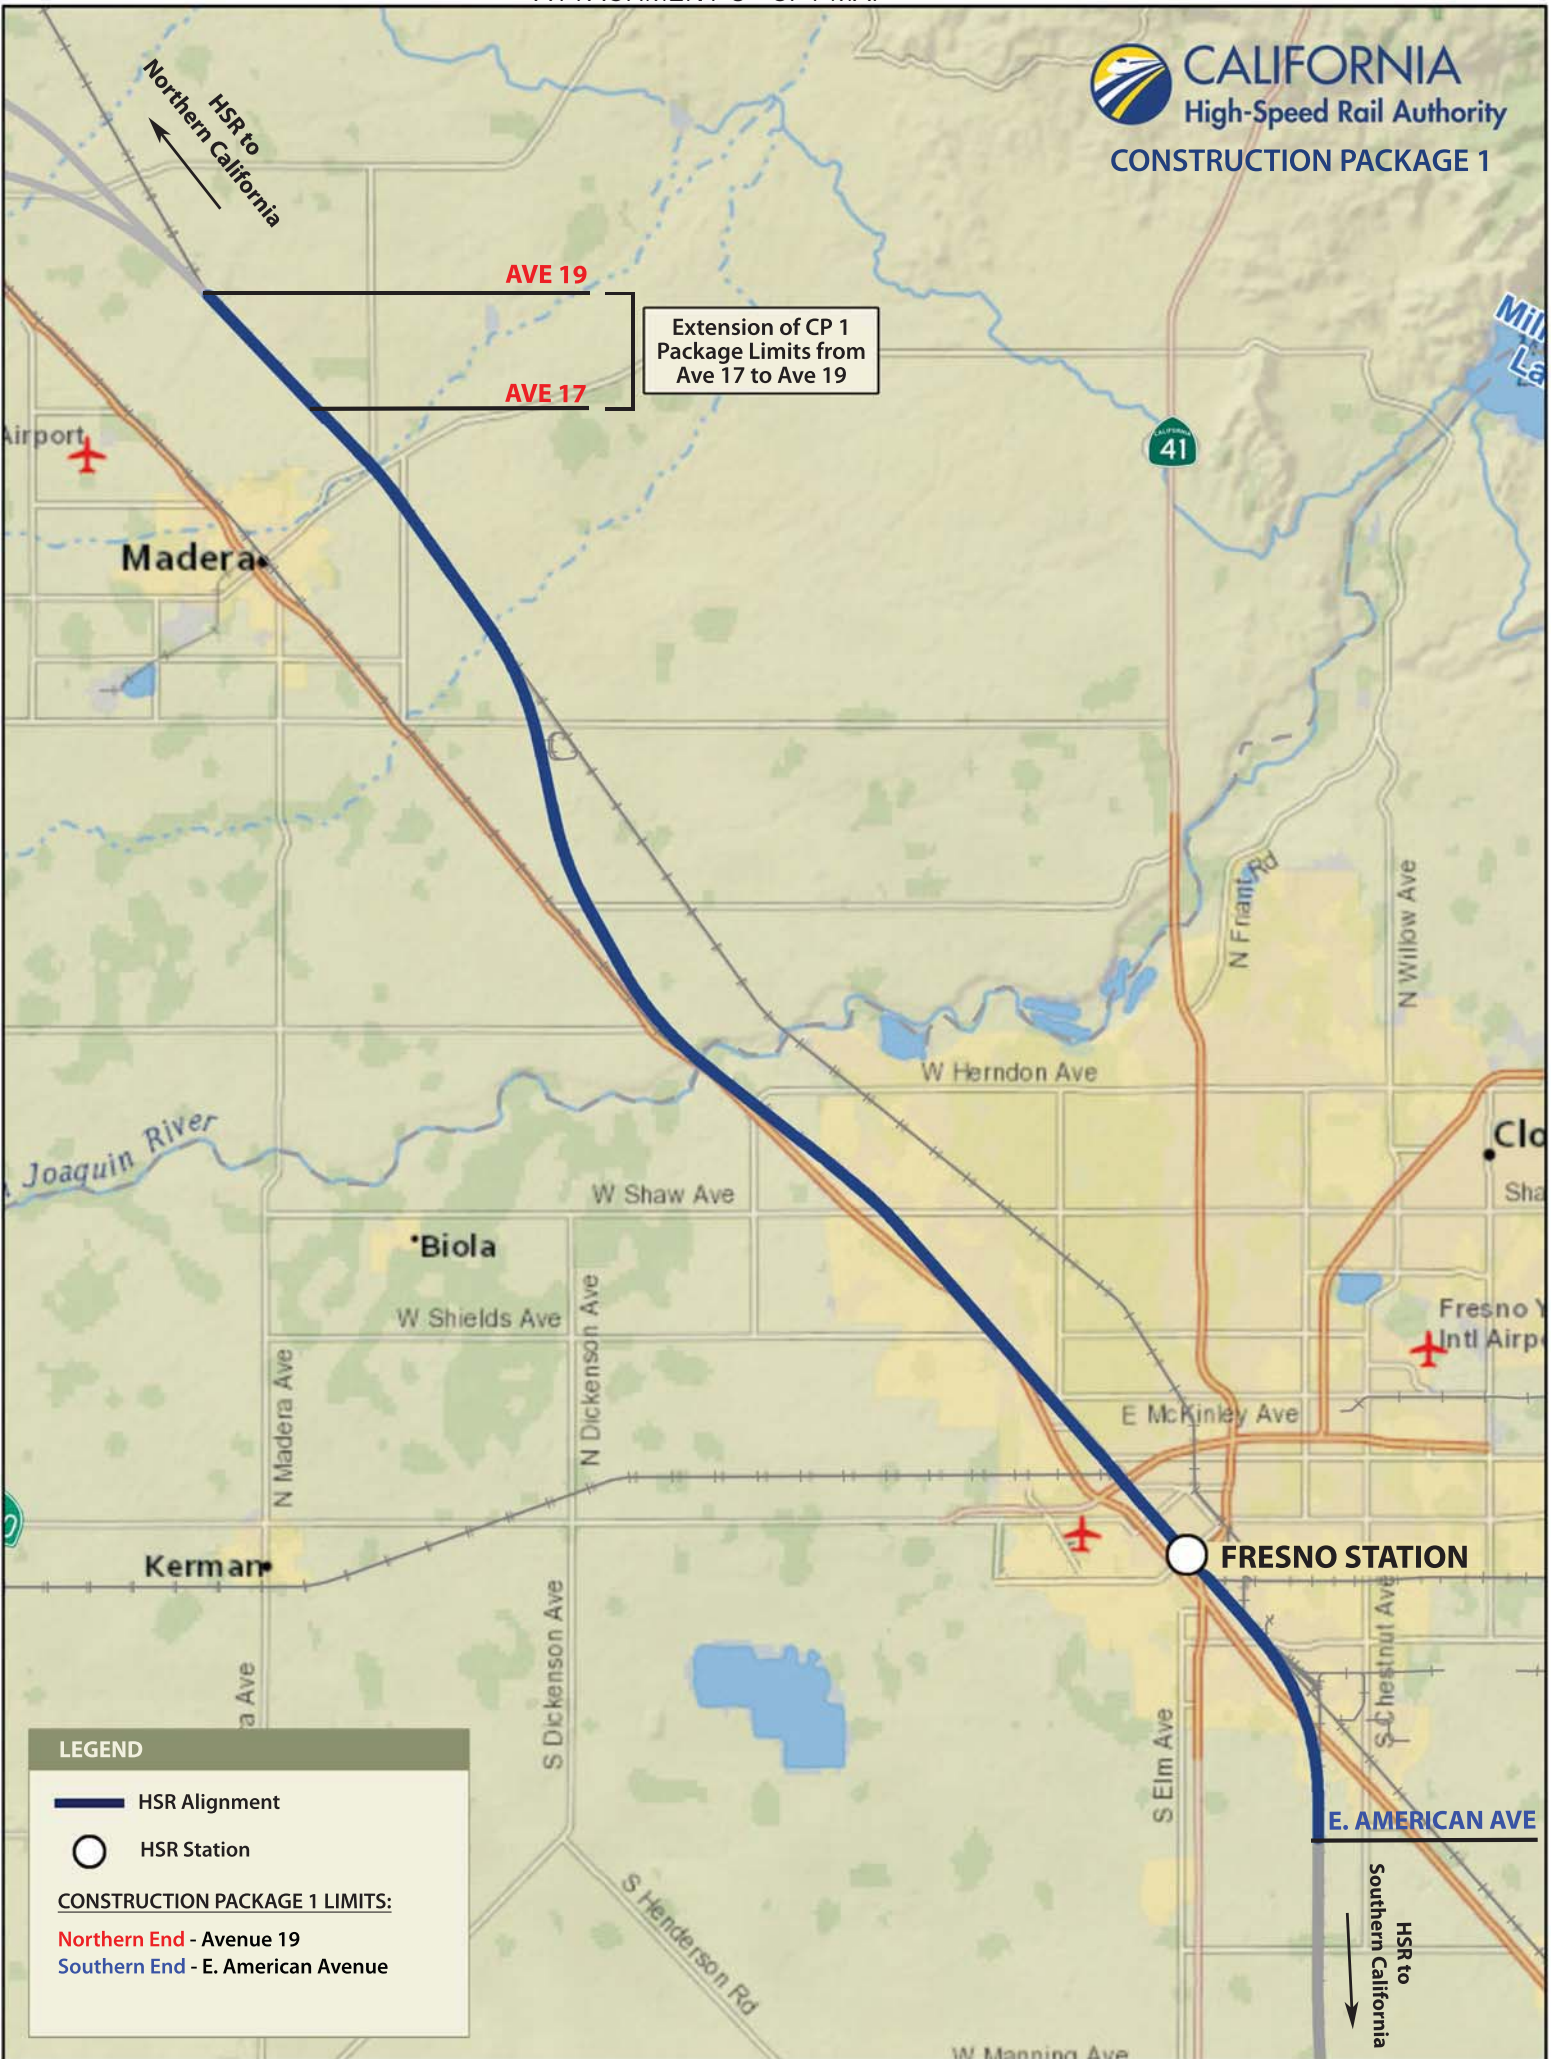 CALIFORNIA
High-Speed Rail Authority
CONSTRUCTION PACKAGE 1
HSR to
Northern California
AVE 19
Extension of CP 1
Package Limits from
Ave 17 to Ave 19
AVE 17
Airport
CALIFORNIA
41
Madera
N Friant Rd
N Willow Ave
W Herndon Ave
Joaquin River
Clo
W Shaw Ave
Sha
Biola
Fresno Y
Intl Airp
W Shields Ave
N Madera Ave
N Dickenson Ave
E McKinley Ave
Kerman
FRESNO STATION
S Dickenson Ave
S Chestnut Ave
a Ave
S Elm Ave
E. AMERICAN AVE
HSR to
Southern California
S Henderson Rd
W Manning Ave
LEGEND
HSR Alignment
HSR Station
CONSTRUCTION PACKAGE 1 LIMITS:
Northern End - Avenue 19
Southern End - E. American Avenue